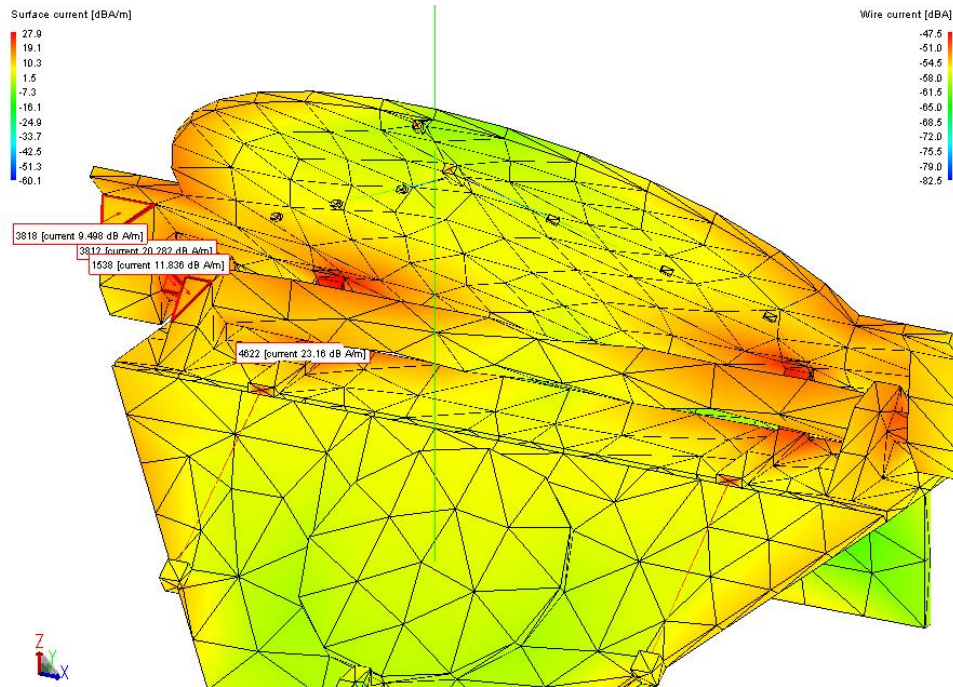 Surface current [dBA/m]
27.9
19.1
10.3
1.5
-7.3
-16.1
-24.9
-33.7
-42.5
-51.3
-60.1
Wire current [dBA]
-47.5
-51.0
-54.5
-58.0
-61.5
-65.0
-68.5
-72.0
-75.5
-79.0
-82.5
3818 [current 9.498 dB A/m]
3812 [current 20.282 dB A/m]
1538 [current 11.836 dB A/m]
4622 [current 23.16 dB A/m]
Z
Y
X